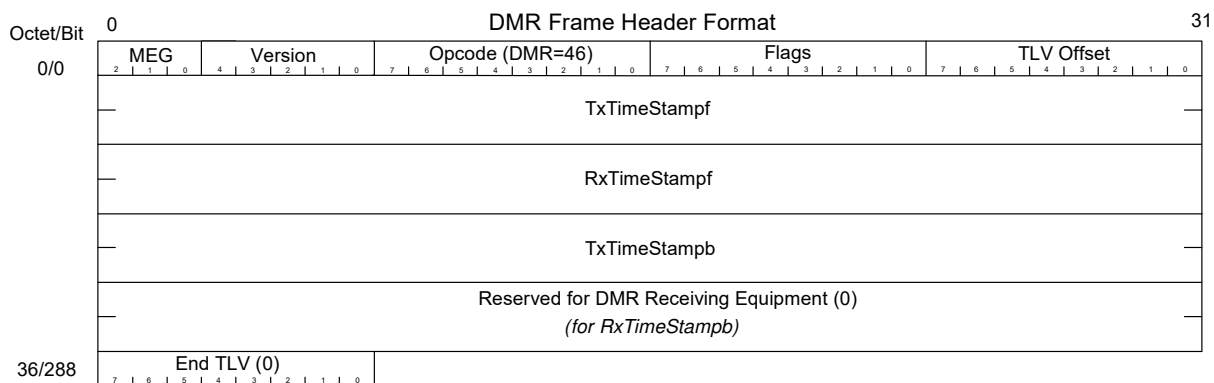 DMR Frame Header Format
Octet/Bit 0 31
MEG Version Opcode (DMR=46) Flags TLV Offset
0/0 2 1 0 4 3 2 1 0 7 6 5 4 3 2 1 0 7 6 5 4 3 2 1 0 7 6 5 4 3 2 1 0
TxTimeStampf
RxTimeStampf
TxTimeStampb
Reserved for DMR Receiving Equipment (0)
(for RxTimeStampb)
36/288 End TLV (0)
7 6 5 4 3 2 1 0